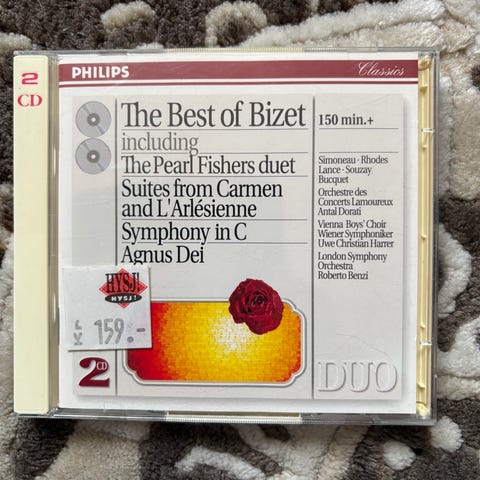 2
CD
PHILIPS
Classics
The Best of Bizet
including
The Pearl Fishers duet
Suites from Carmen
and L'Arlésienne
Symphony in C
Agnus Dei
150 min.+
Simoneau · Rhodes
Lance · Souzay
Bucquet
Orchestre des
Concerts Lamoureux
Antal Dorati
Vienna Boys' Choir
Wiener Symphoniker
Uwe Christian Harrer
London Symphony
Orchestra
Roberto Benzi
HYSJ!
HYSJ!
159.-
2 CD
DUO